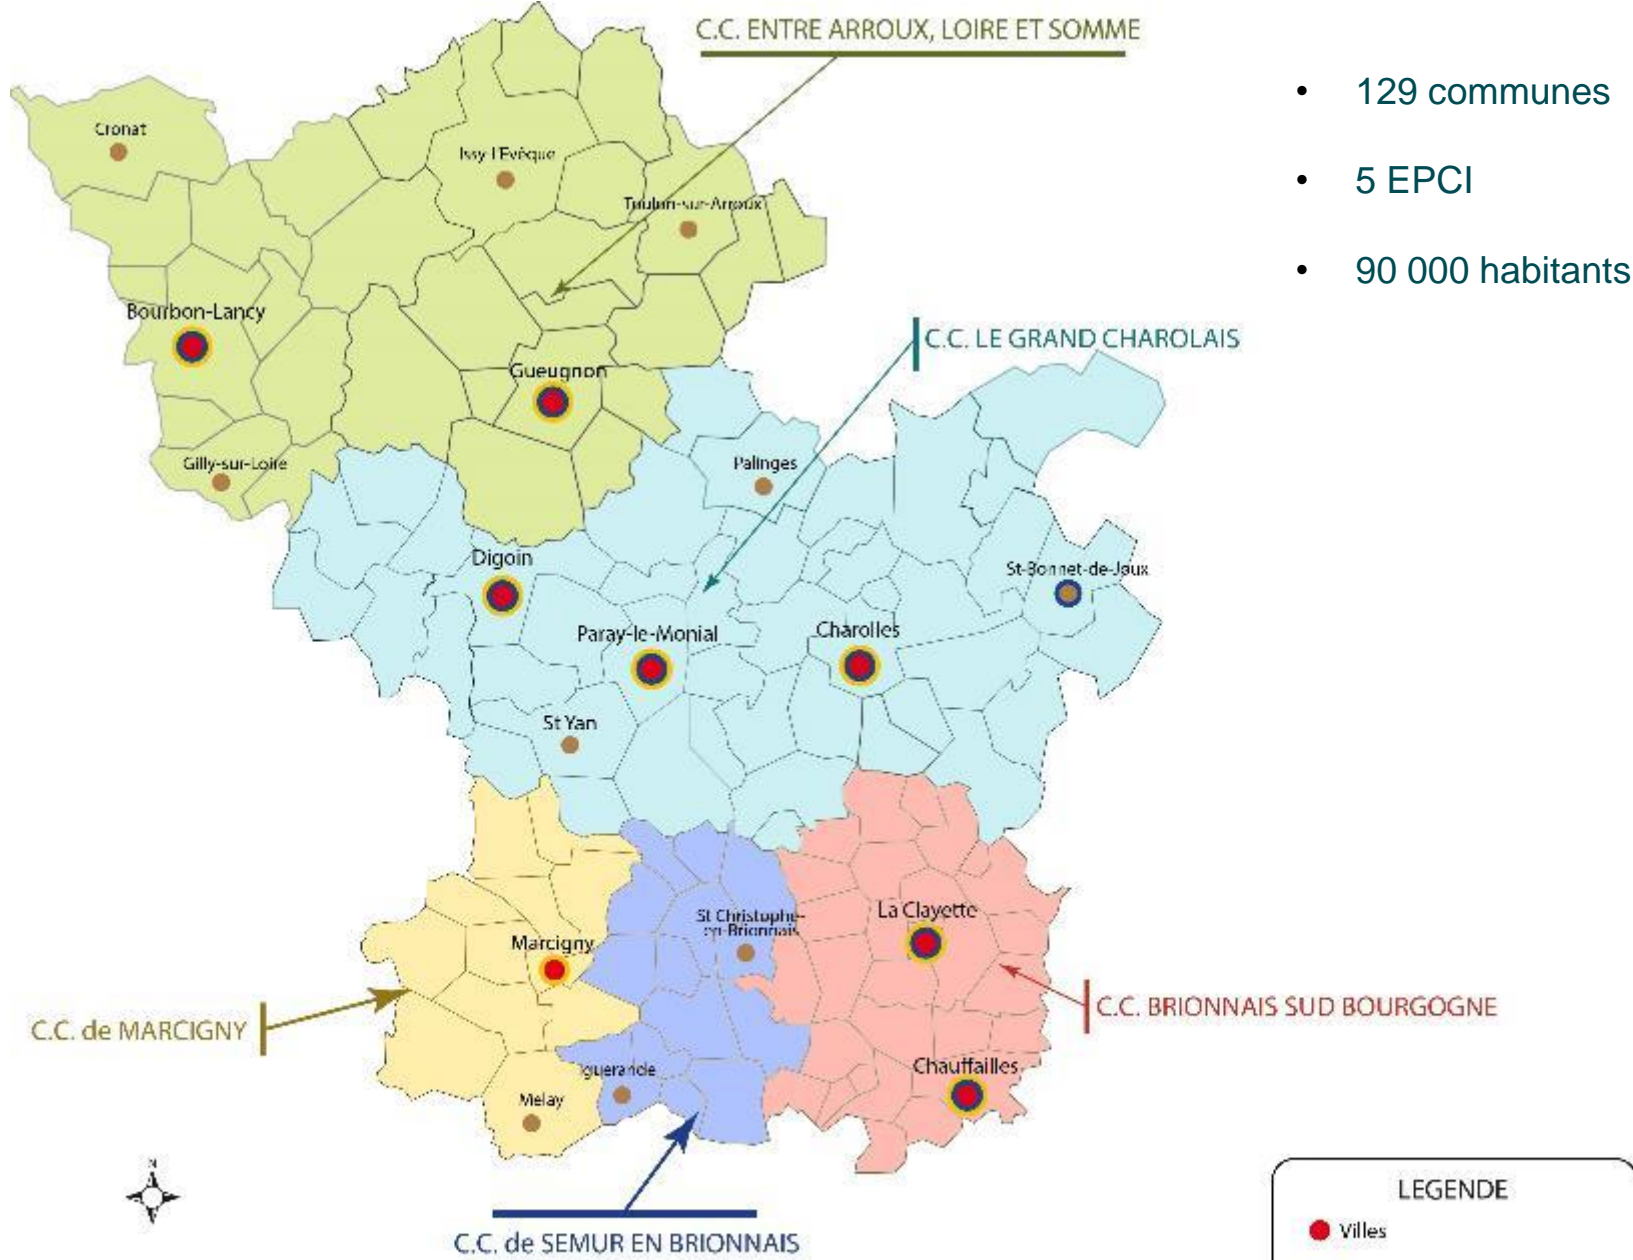 C.C. ENTRE ARROUX, LOIRE ET SOMME
• 129 communes
• 5 EPCI
• 90 000 habitants
Cronat
Issy-l'Evêque
Toulon-sur-Arroux
Bourbon-Lancy
C.C. LE GRAND CHAROLAIS
Gueugnon
Gilly-sur-Loire
Palinges
Digoin
St-Bonnet-de-Joux
Paray-le-Monial
Charolles
St Yan
St Christophe-
en-Brionnais
La Clayette
Marcigny
C.C. BRIONNAIS SUD BOURGOGNE
C.C. de MARCIGNY
Iguerande
Chauffailles
Melay
N
LEGENDE
Villes
C.C. de SEMUR EN BRIONNAIS